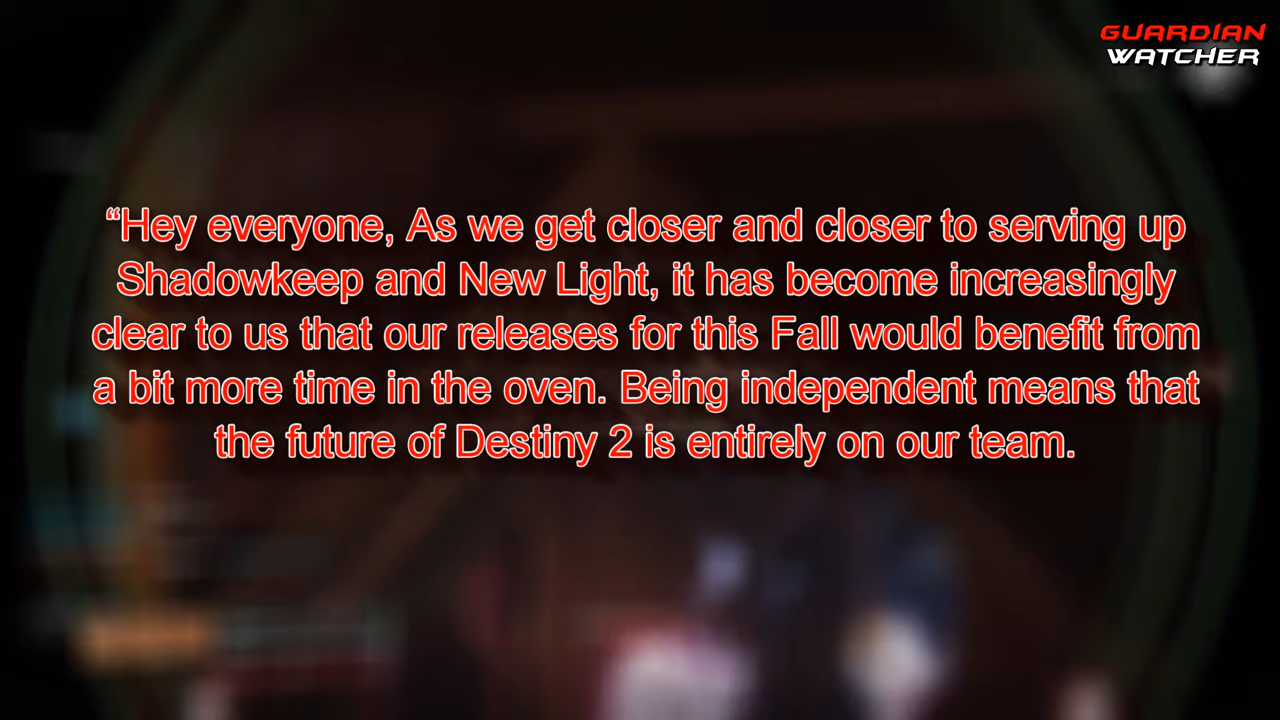 GUARDIAN
WATCHER
“Hey everyone, As we get closer and closer to serving up
Shadowkeep and New Light, it has become increasingly
clear to us that our releases for this Fall would benefit from
a bit more time in the oven. Being independent means that
the future of Destiny 2 is entirely on our team.